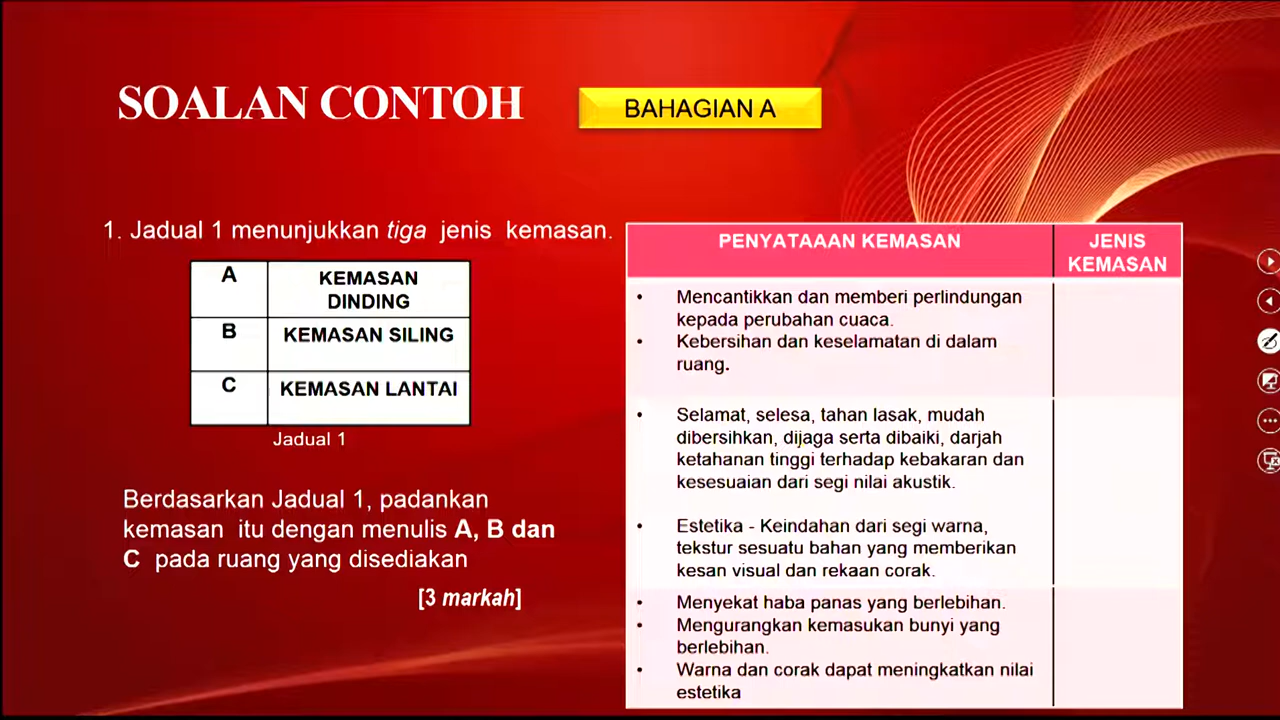 SOALAN CONTOH
BAHAGIAN A
1. Jadual 1 menunjukkan tiga jenis kemasan.
A
KEMASAN
DINDING
B
KEMASAN SILING
C
KEMASAN LANTAI
Jadual 1
Berdasarkan Jadual 1, padankan
kemasan itu dengan menulis A, B dan
C pada ruang yang disediakan
[3 markah]
PENYATAAAN KEMASAN
JENIS
KEMASAN
• Mencantikkan dan memberi perlindungan
kepada perubahan cuaca.
• Kebersihan dan keselamatan di dalam
ruang.
• Selamat, selesa, tahan lasak, mudah
dibersihkan, dijaga serta dibaiki, darjah
ketahanan tinggi terhadap kebakaran dan
kesesuaian dari segi nilai akustik.
• Estetika - Keindahan dari segi warna,
tekstur sesuatu bahan yang memberikan
kesan visual dan rekaan corak.
• Menyekat haba panas yang berlebihan.
• Mengurangkan kemasukan bunyi yang
berlebihan.
• Warna dan corak dapat meningkatkan nilai
estetika